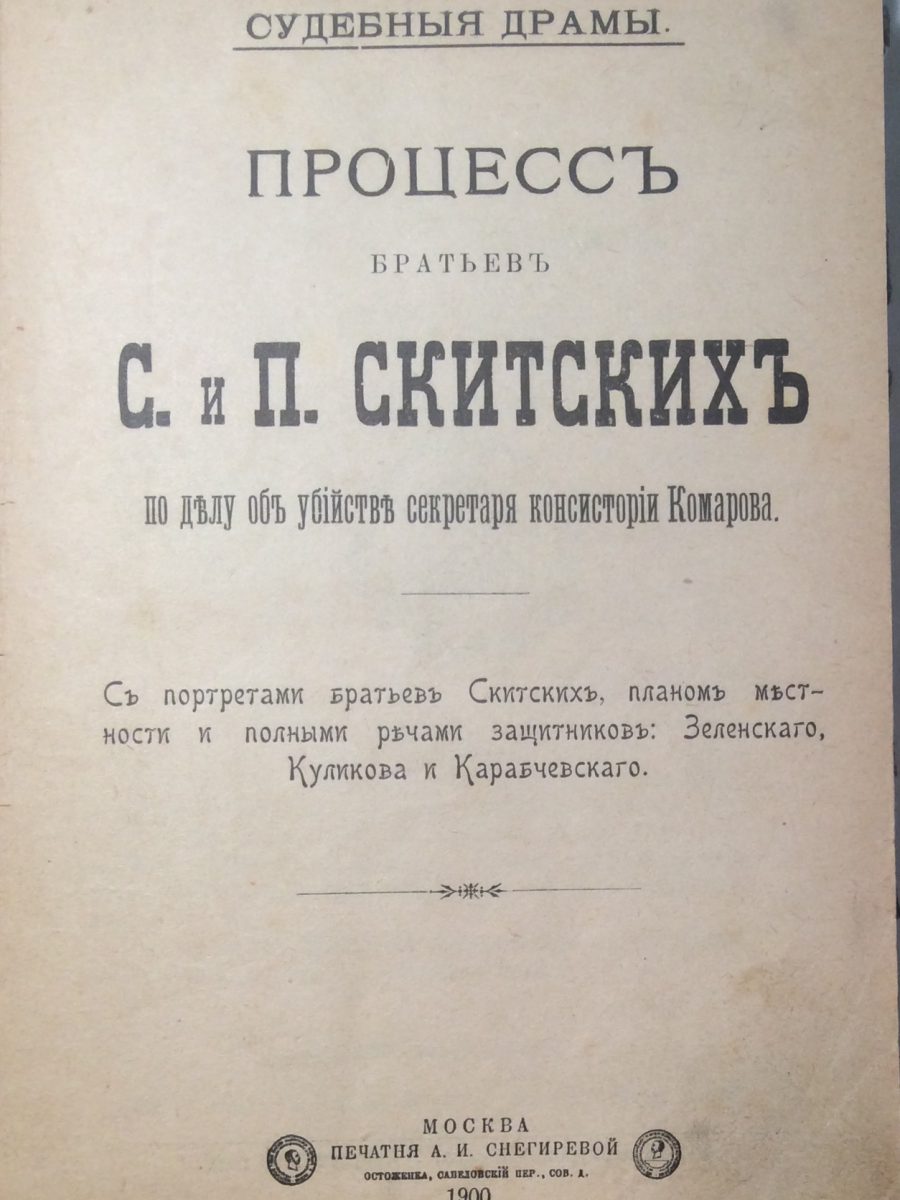 СУДЕБНЫЯ ДРАМЫ.
ПРОЦЕССЪ
БРАТЬЕВЪ
С. и П. СКИТСКИХЪ
по дѣлу объ убійствѣ секретаря консисторіи Комарова.
Съ портретами братьевъ Скитскихъ, планомъ мѣст-
ности и полными рѣчами защитниковъ: Зеленскаго,
Куликова и Карабчевскаго.
МОСКВА
ПЕЧАТНЯ А. И. СНЕГИРЕВОЙ
ОСТОЖЕНКА, САВЕЛОВСКІЙ ПЕР., СОБ. Д.
1900